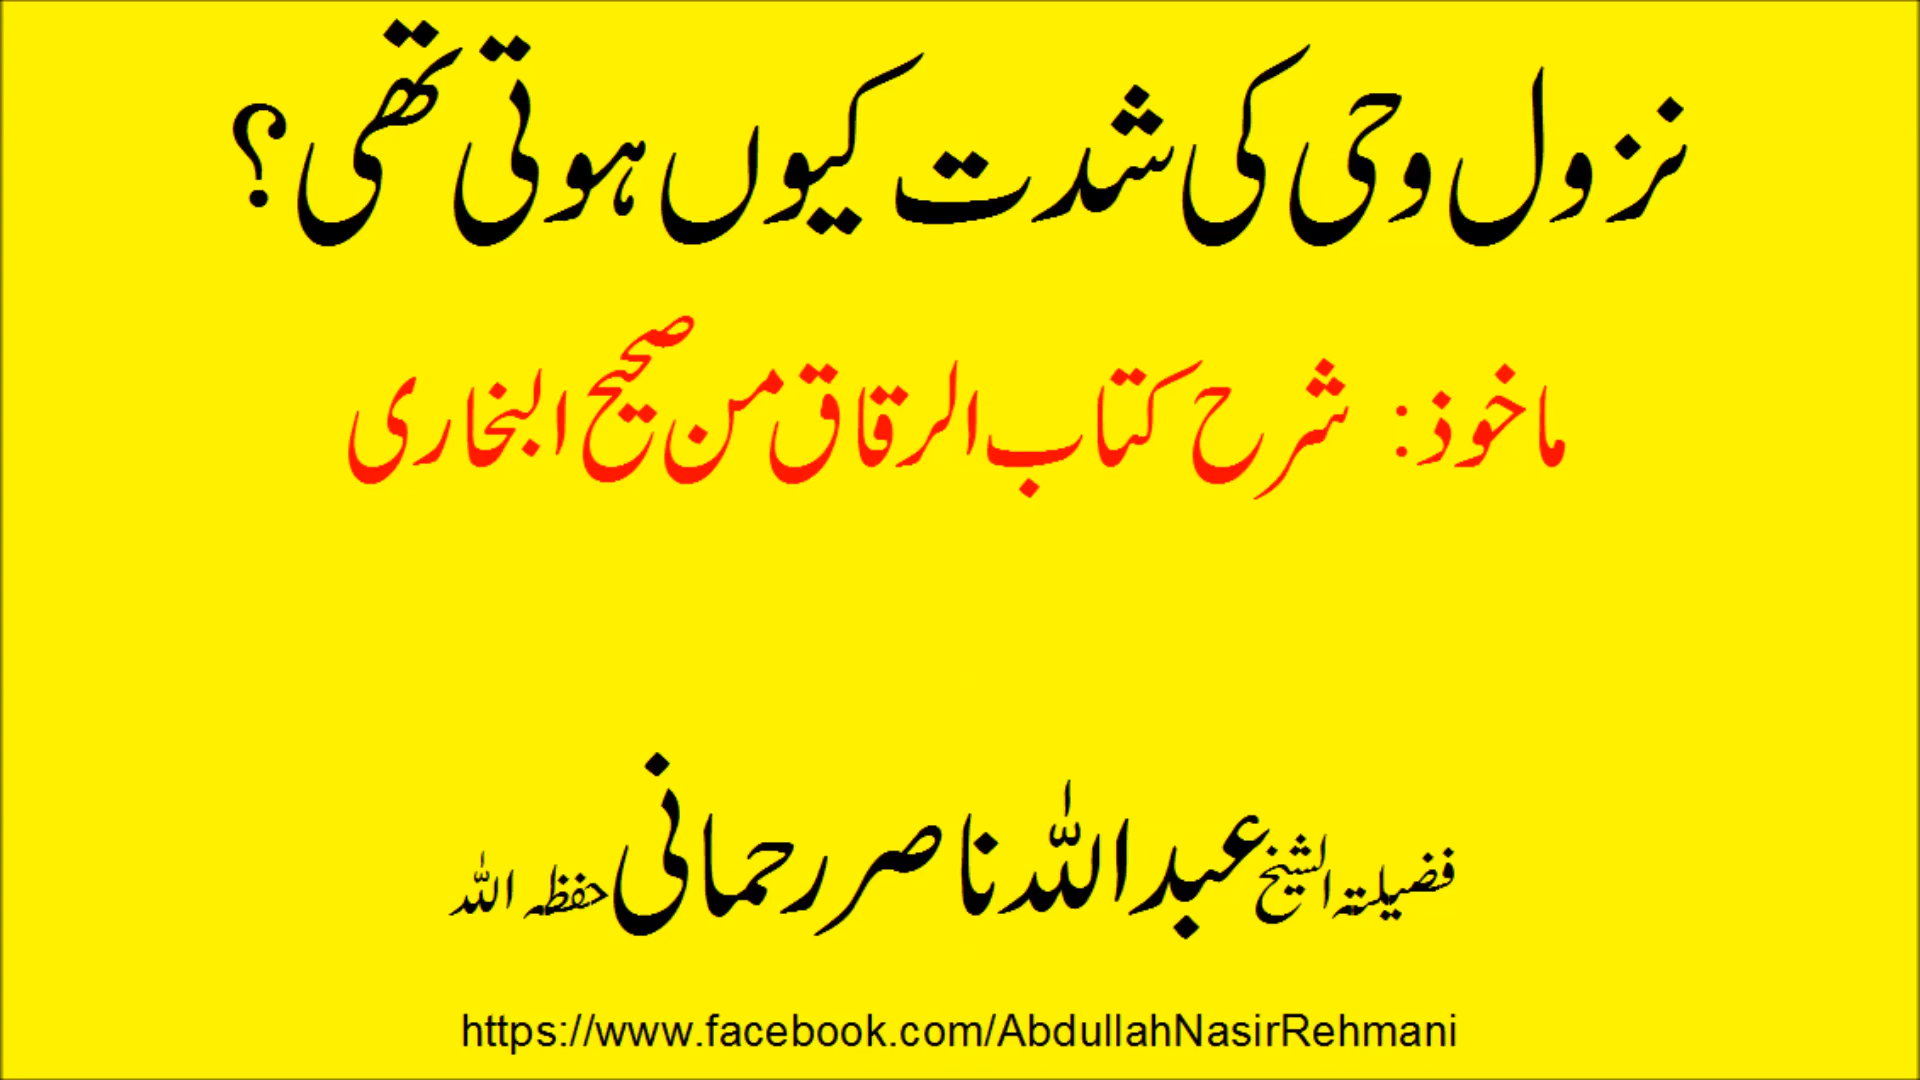 نزول وحی کی شدت کیوں ہوتی تھی؟
ماخوذ: شرح کتاب الرقاق من صحیح البخاری
فضیلتہ الشیخ عبداللہ ناصر رحمانی حفظہ اللہ
https://www.facebook.com/AbdullahNasirRehmani